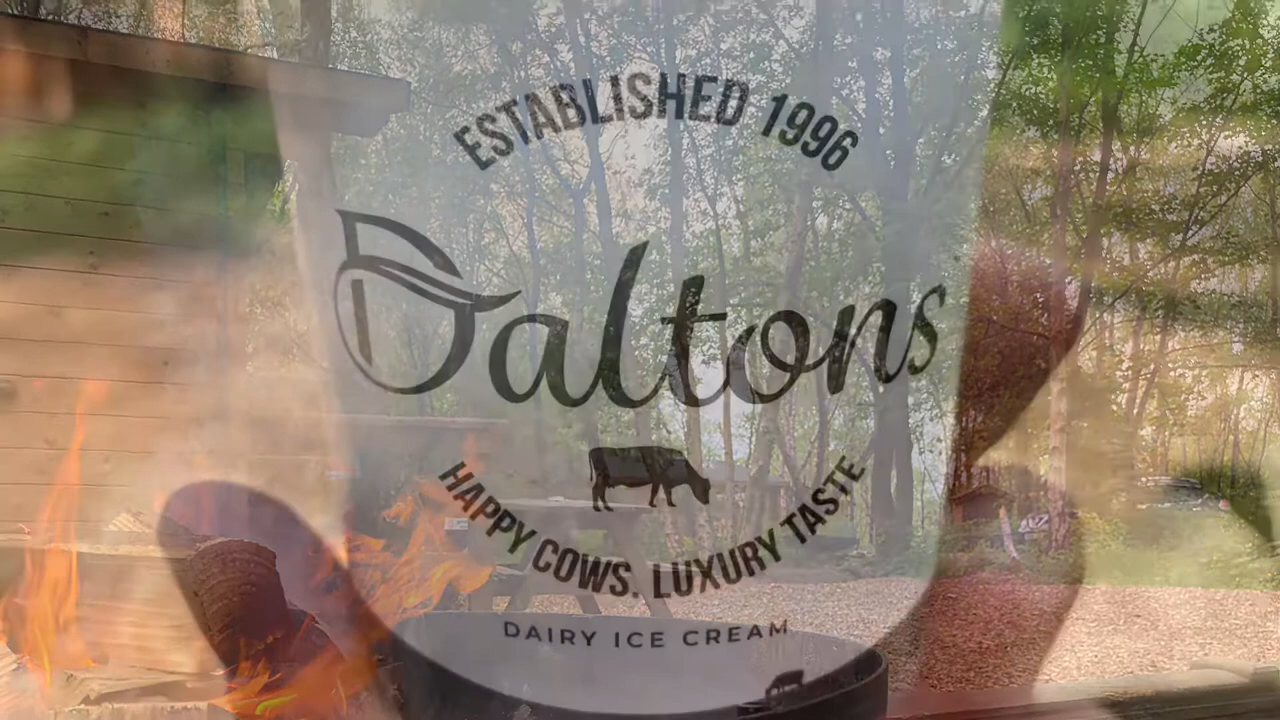 ESTABLISHED 1996
Daltons
HAPPY COWS. LUXURY TASTE
DAIRY ICE CREAM